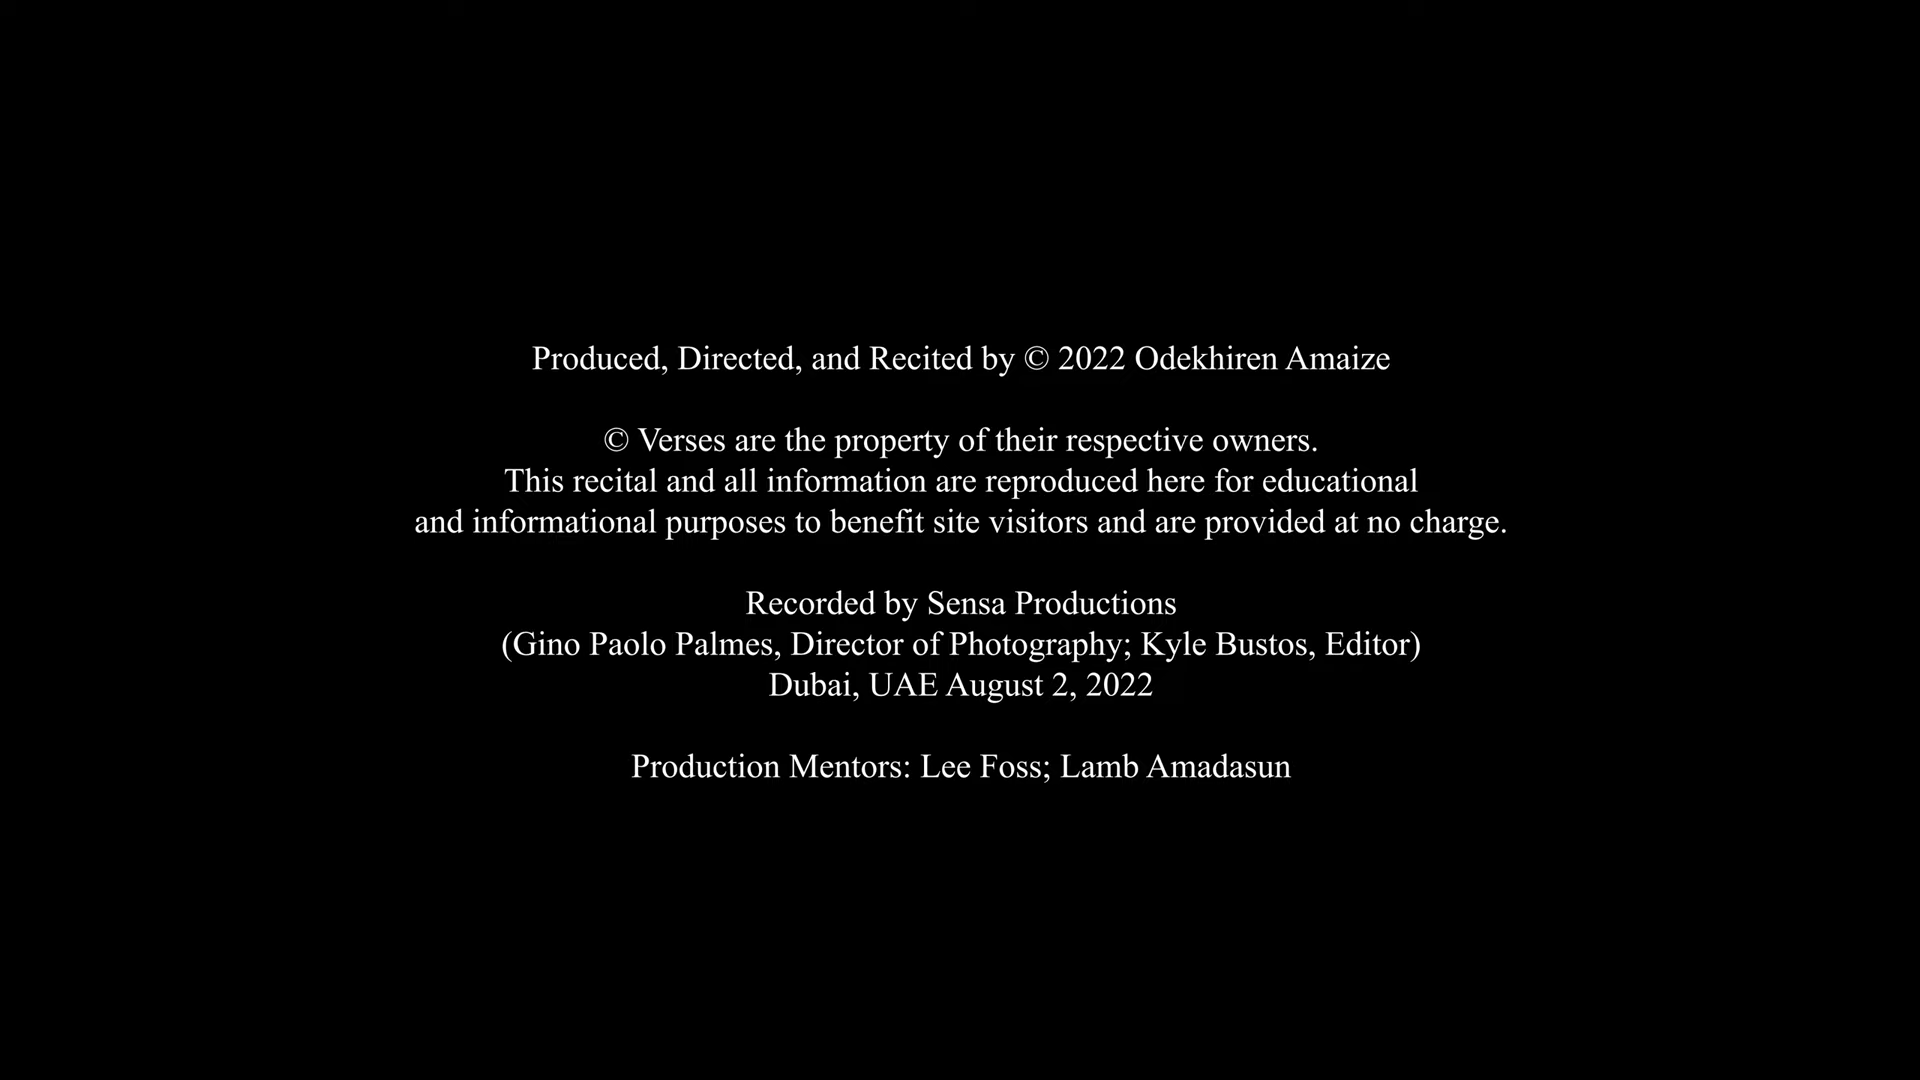 Produced, Directed, and Recited by © 2022 Odekhiren Amaize
© Verses are the property of their respective owners.
This recital and all information are reproduced here for educational
and informational purposes to benefit site visitors and are provided at no charge.
Recorded by Sensa Productions
(Gino Paolo Palmes, Director of Photography; Kyle Bustos, Editor)
Dubai, UAE August 2, 2022
Production Mentors: Lee Foss; Lamb Amadasun